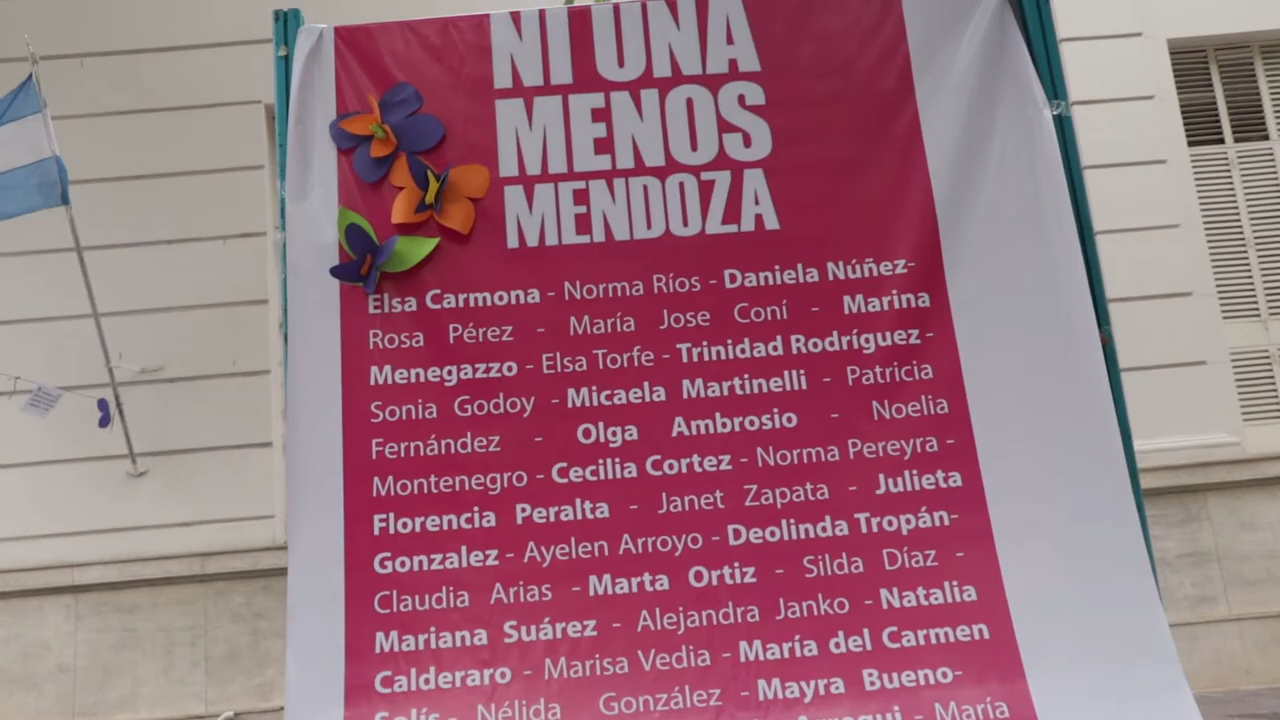 NI UNA
MENOS
MENDOZA
Elsa Carmona - Norma Ríos - Daniela Núñez-
Rosa Pérez - María Jose Coní - Marina
Menegazzo - Elsa Torfe - Trinidad Rodríguez -
Sonia Godoy - Micaela Martinelli - Patricia
Fernández - Olga Ambrosio - Noelia
Montenegro - Cecilia Cortez - Norma Pereyra -
Florencia Peralta - Janet Zapata - Julieta
Gonzalez - Ayelen Arroyo - Deolinda Tropán-
Claudia Arias - Marta Ortiz - Silda Díaz -
Mariana Suárez - Alejandra Janko - Natalia
Calderaro - Marisa Vedia - María del Carmen
Solís - Nélida González - Mayra Bueno-
Arregui - María